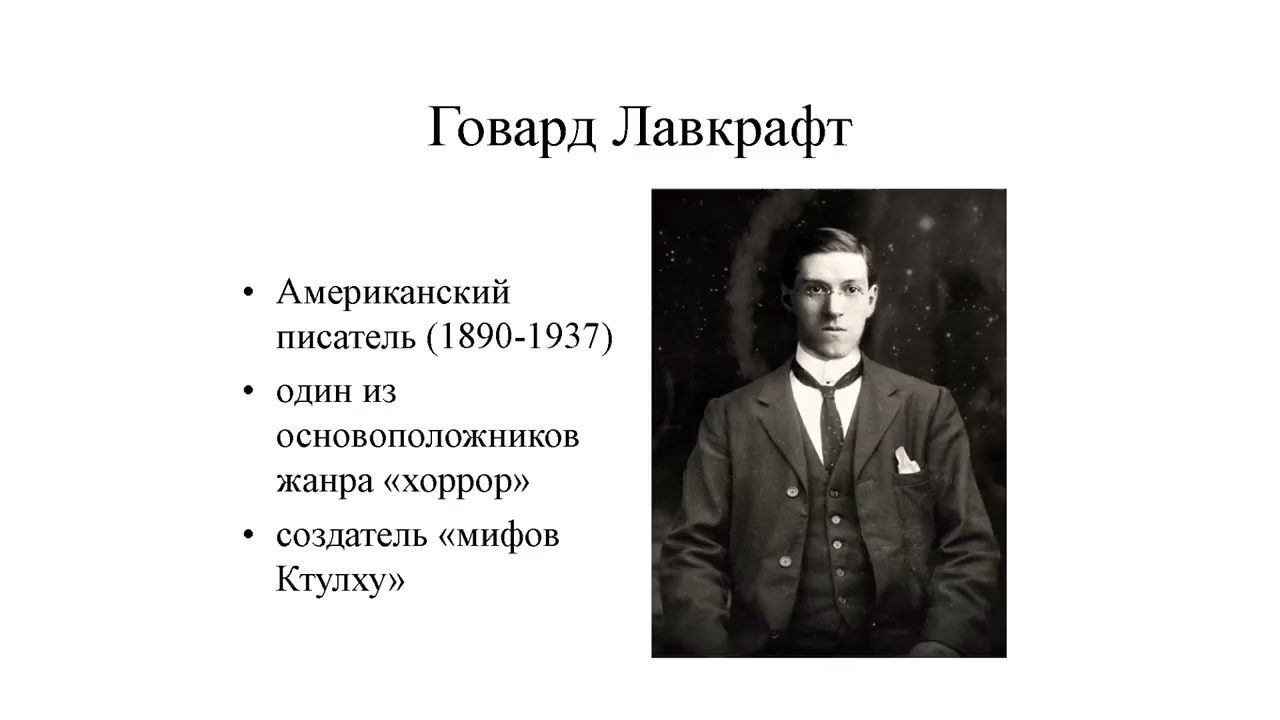 Говард Лавкрафт
• Американский
писатель (1890-1937)
• один из
основоположников
жанра «хоррор»
• создатель «мифов
Ктулху»